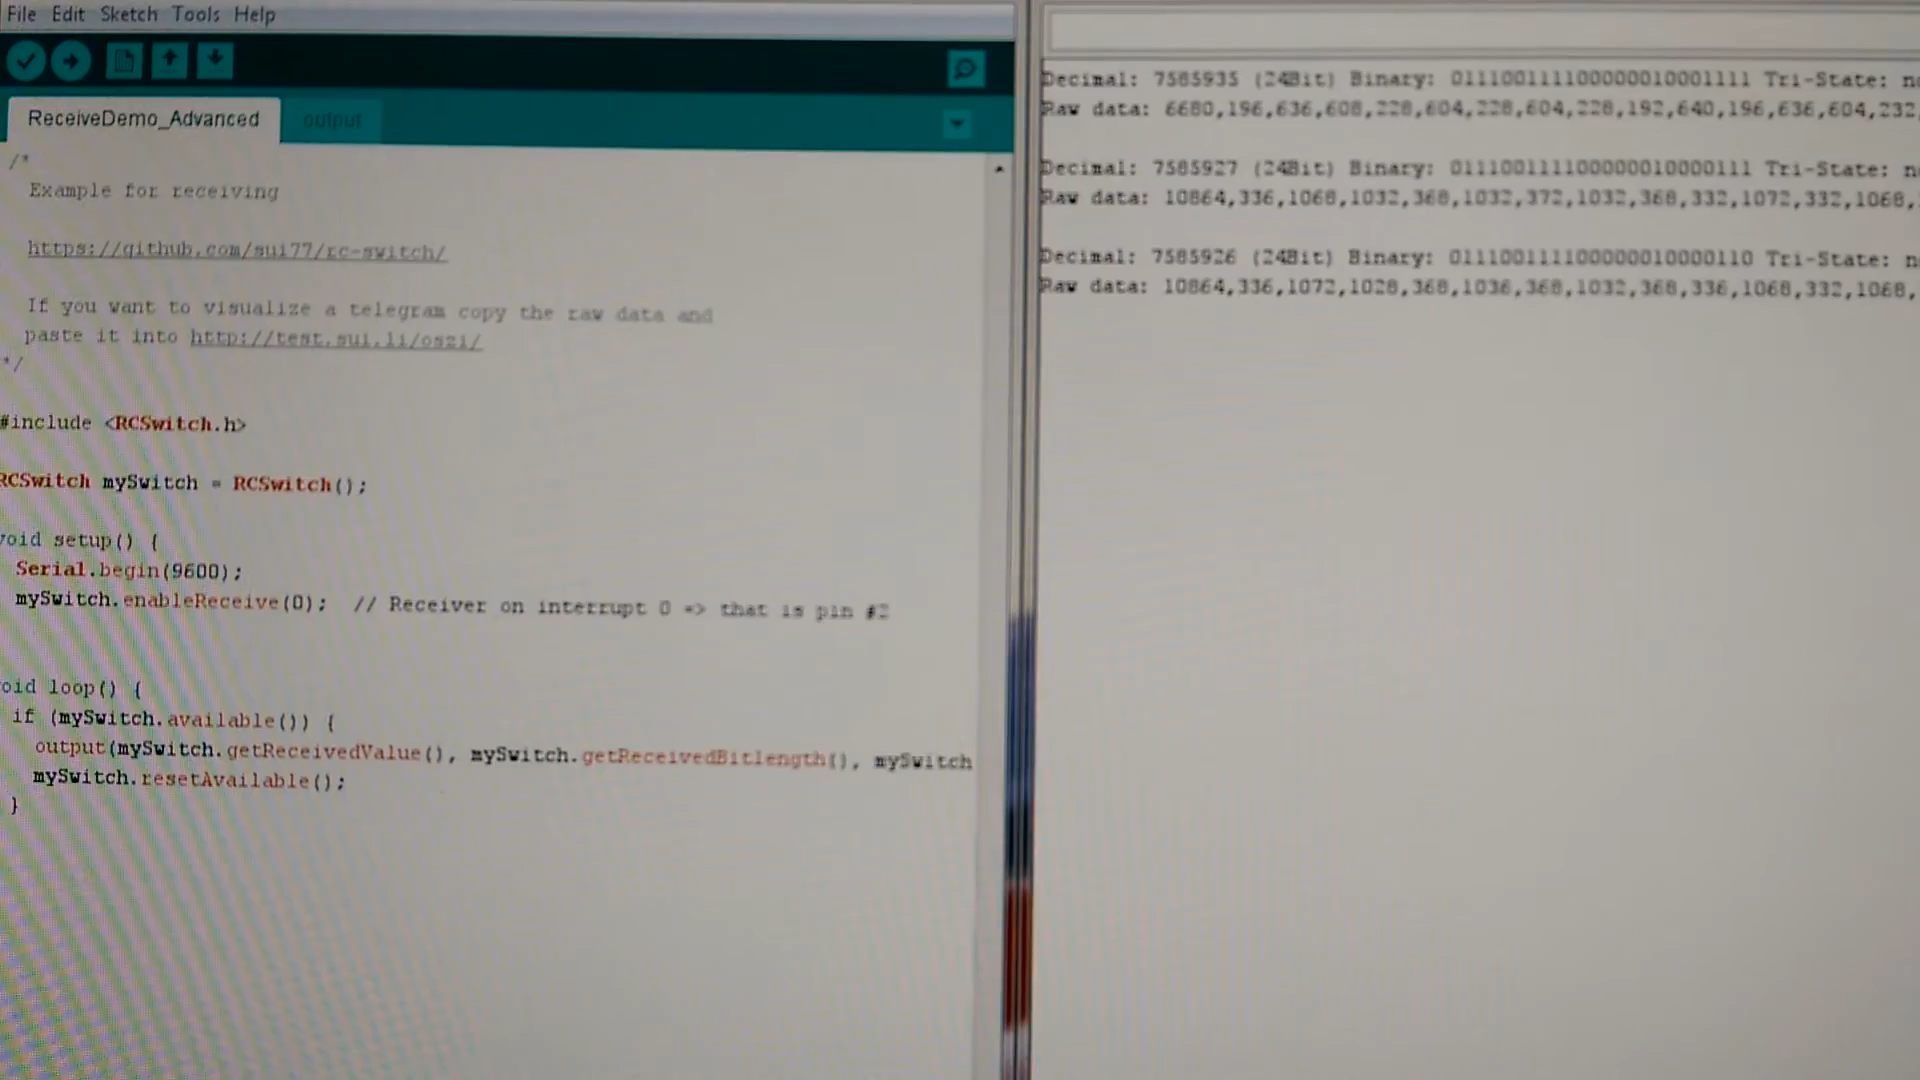 File Edit Sketch Tools Help
ReceiveDemo_Advanced output
/*
Example for receiving
https://github.com/sui77/rc-switch/
If you want to visualize a telegram copy the raw data and
paste it into http://test.sui.li/oszi/
*/
#include <RCSwitch.h>
RCSwitch mySwitch = RCSwitch();
void setup() {
Serial.begin(9600);
mySwitch.enableReceive(0); // Receiver on interrupt 0 => that is pin #2
oid loop() {
if (mySwitch.available()) {
output(mySwitch.getReceivedValue(), mySwitch.getReceivedBitlength(), mySwitch
mySwitch.resetAvailable();
}
Decimal: 7585935 (24Bit) Binary: 011100111100000010001111 Tri-State: n
Raw data: 6680,196,636,608,228,604,228,604,228,192,640,196,636,604,232,
Decimal: 7585927 (24Bit) Binary: 011100111100000010000111 Tri-State: n
Raw data: 10864,336,1068,1032,368,1032,372,1032,368,332,1072,332,1068,
Decimal: 7585926 (24Bit) Binary: 011100111100000010000110 Tri-State: n
Raw data: 10864,336,1072,1028,368,1036,368,1032,368,336,1068,332,1068,